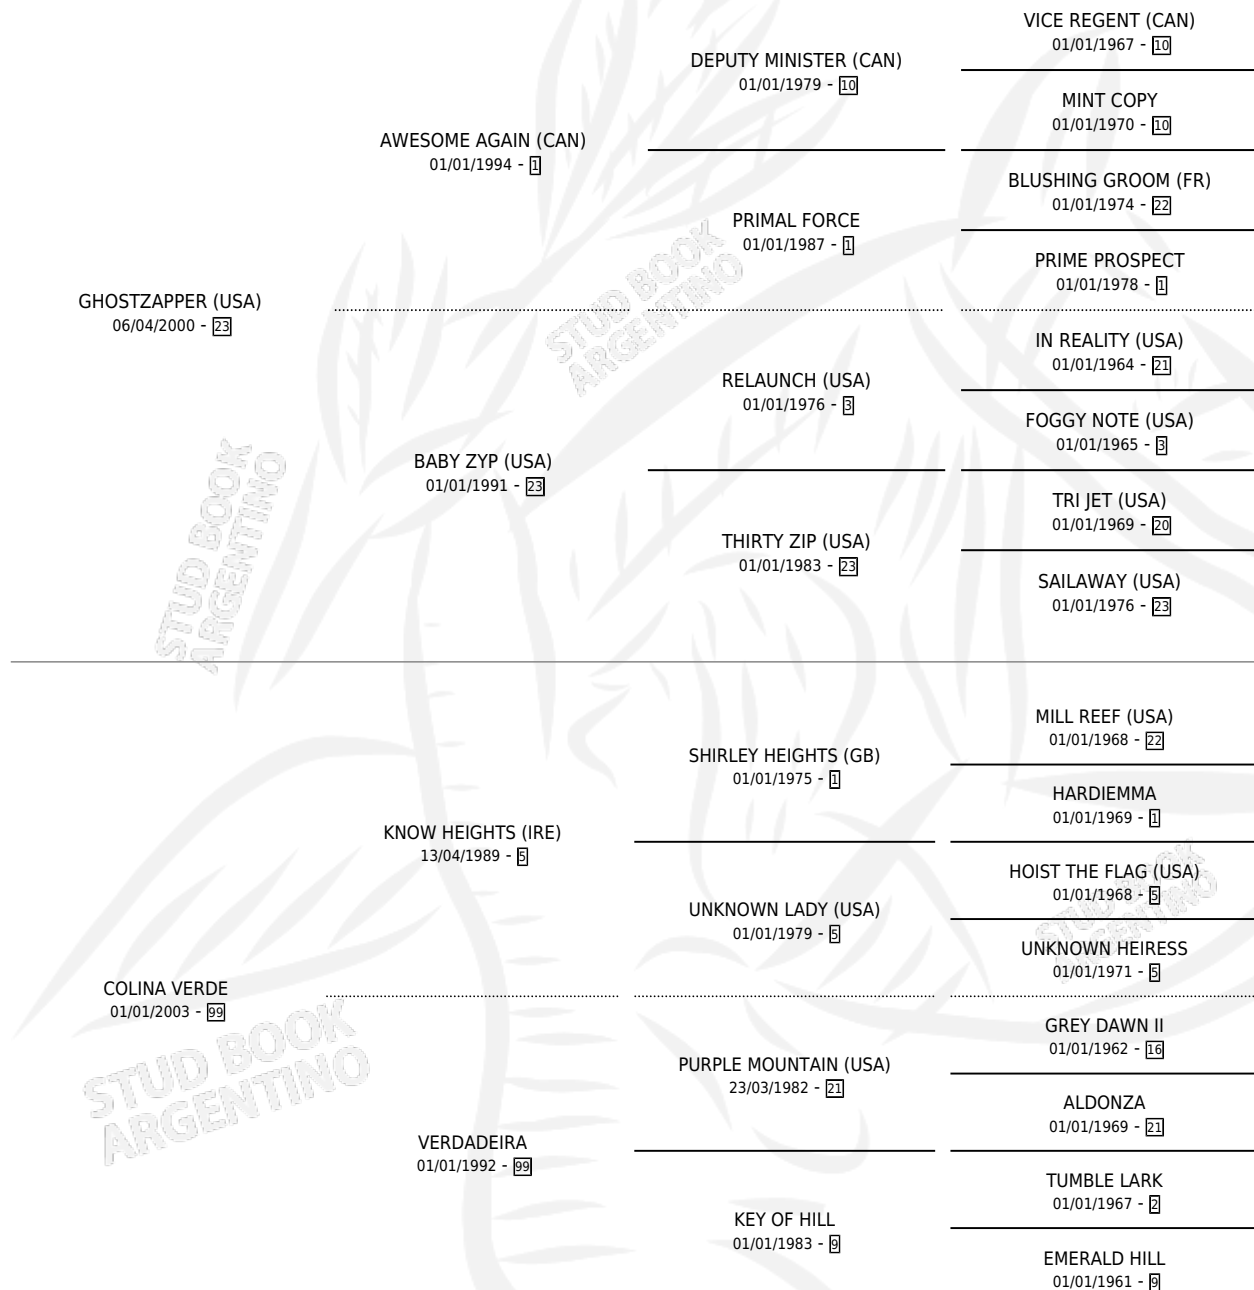 VICE REGENT (CAN)
01/01/1967 - 10
DEPUTY MINISTER (CAN)
01/01/1979 - 10
MINT COPY
01/01/1970 - 10
AWESOME AGAIN (CAN)
01/01/1994 - 1
BLUSHING GROOM (FR)
01/01/1974 - 22
PRIMAL FORCE
01/01/1987 - 1
PRIME PROSPECT
01/01/1978 - 1
GHOSTZAPPER (USA)
06/04/2000 - 23
IN REALITY (USA)
01/01/1964 - 21
RELAUNCH (USA)
01/01/1976 - 3
FOGGY NOTE (USA)
01/01/1965 - 3
BABY ZYP (USA)
01/01/1991 - 23
TRI JET (USA)
01/01/1969 - 20
THIRTY ZIP (USA)
01/01/1983 - 23
SAILAWAY (USA)
01/01/1976 - 23
MILL REEF (USA)
01/01/1968 - 22
SHIRLEY HEIGHTS (GB)
01/01/1975 - 1
HARDIEMMA
01/01/1969 - 1
KNOW HEIGHTS (IRE)
13/04/1989 - 5
HOIST THE FLAG (USA)
01/01/1968 - 5
UNKNOWN LADY (USA)
01/01/1979 - 5
UNKNOWN HEIRESS
01/01/1971 - 5
COLINA VERDE
01/01/2003 - 99
GREY DAWN II
01/01/1962 - 16
PURPLE MOUNTAIN (USA)
23/03/1982 - 21
ALDONZA
01/01/1969 - 21
VERDADEIRA
01/01/1992 - 99
TUMBLE LARK
01/01/1967 - 2
KEY OF HILL
01/01/1983 - 9
EMERALD HILL
01/01/1961 - 9
STUD BOOK
ARGENTINO
STUD BOOK
ARGENTINO
STUD BOOK
ARGENTINO
STUD BOOK
ARGENTINO